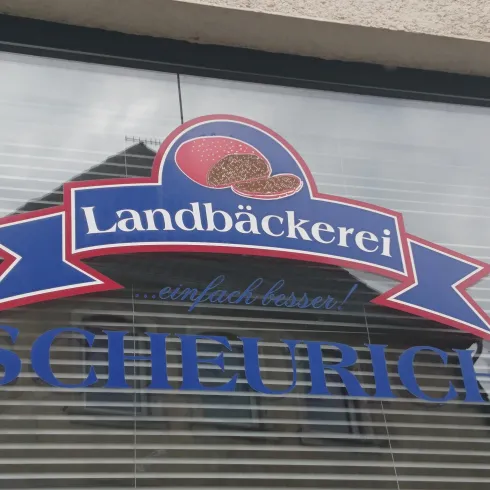 Landbäckerei
...einfach besser!
SCHEURICH